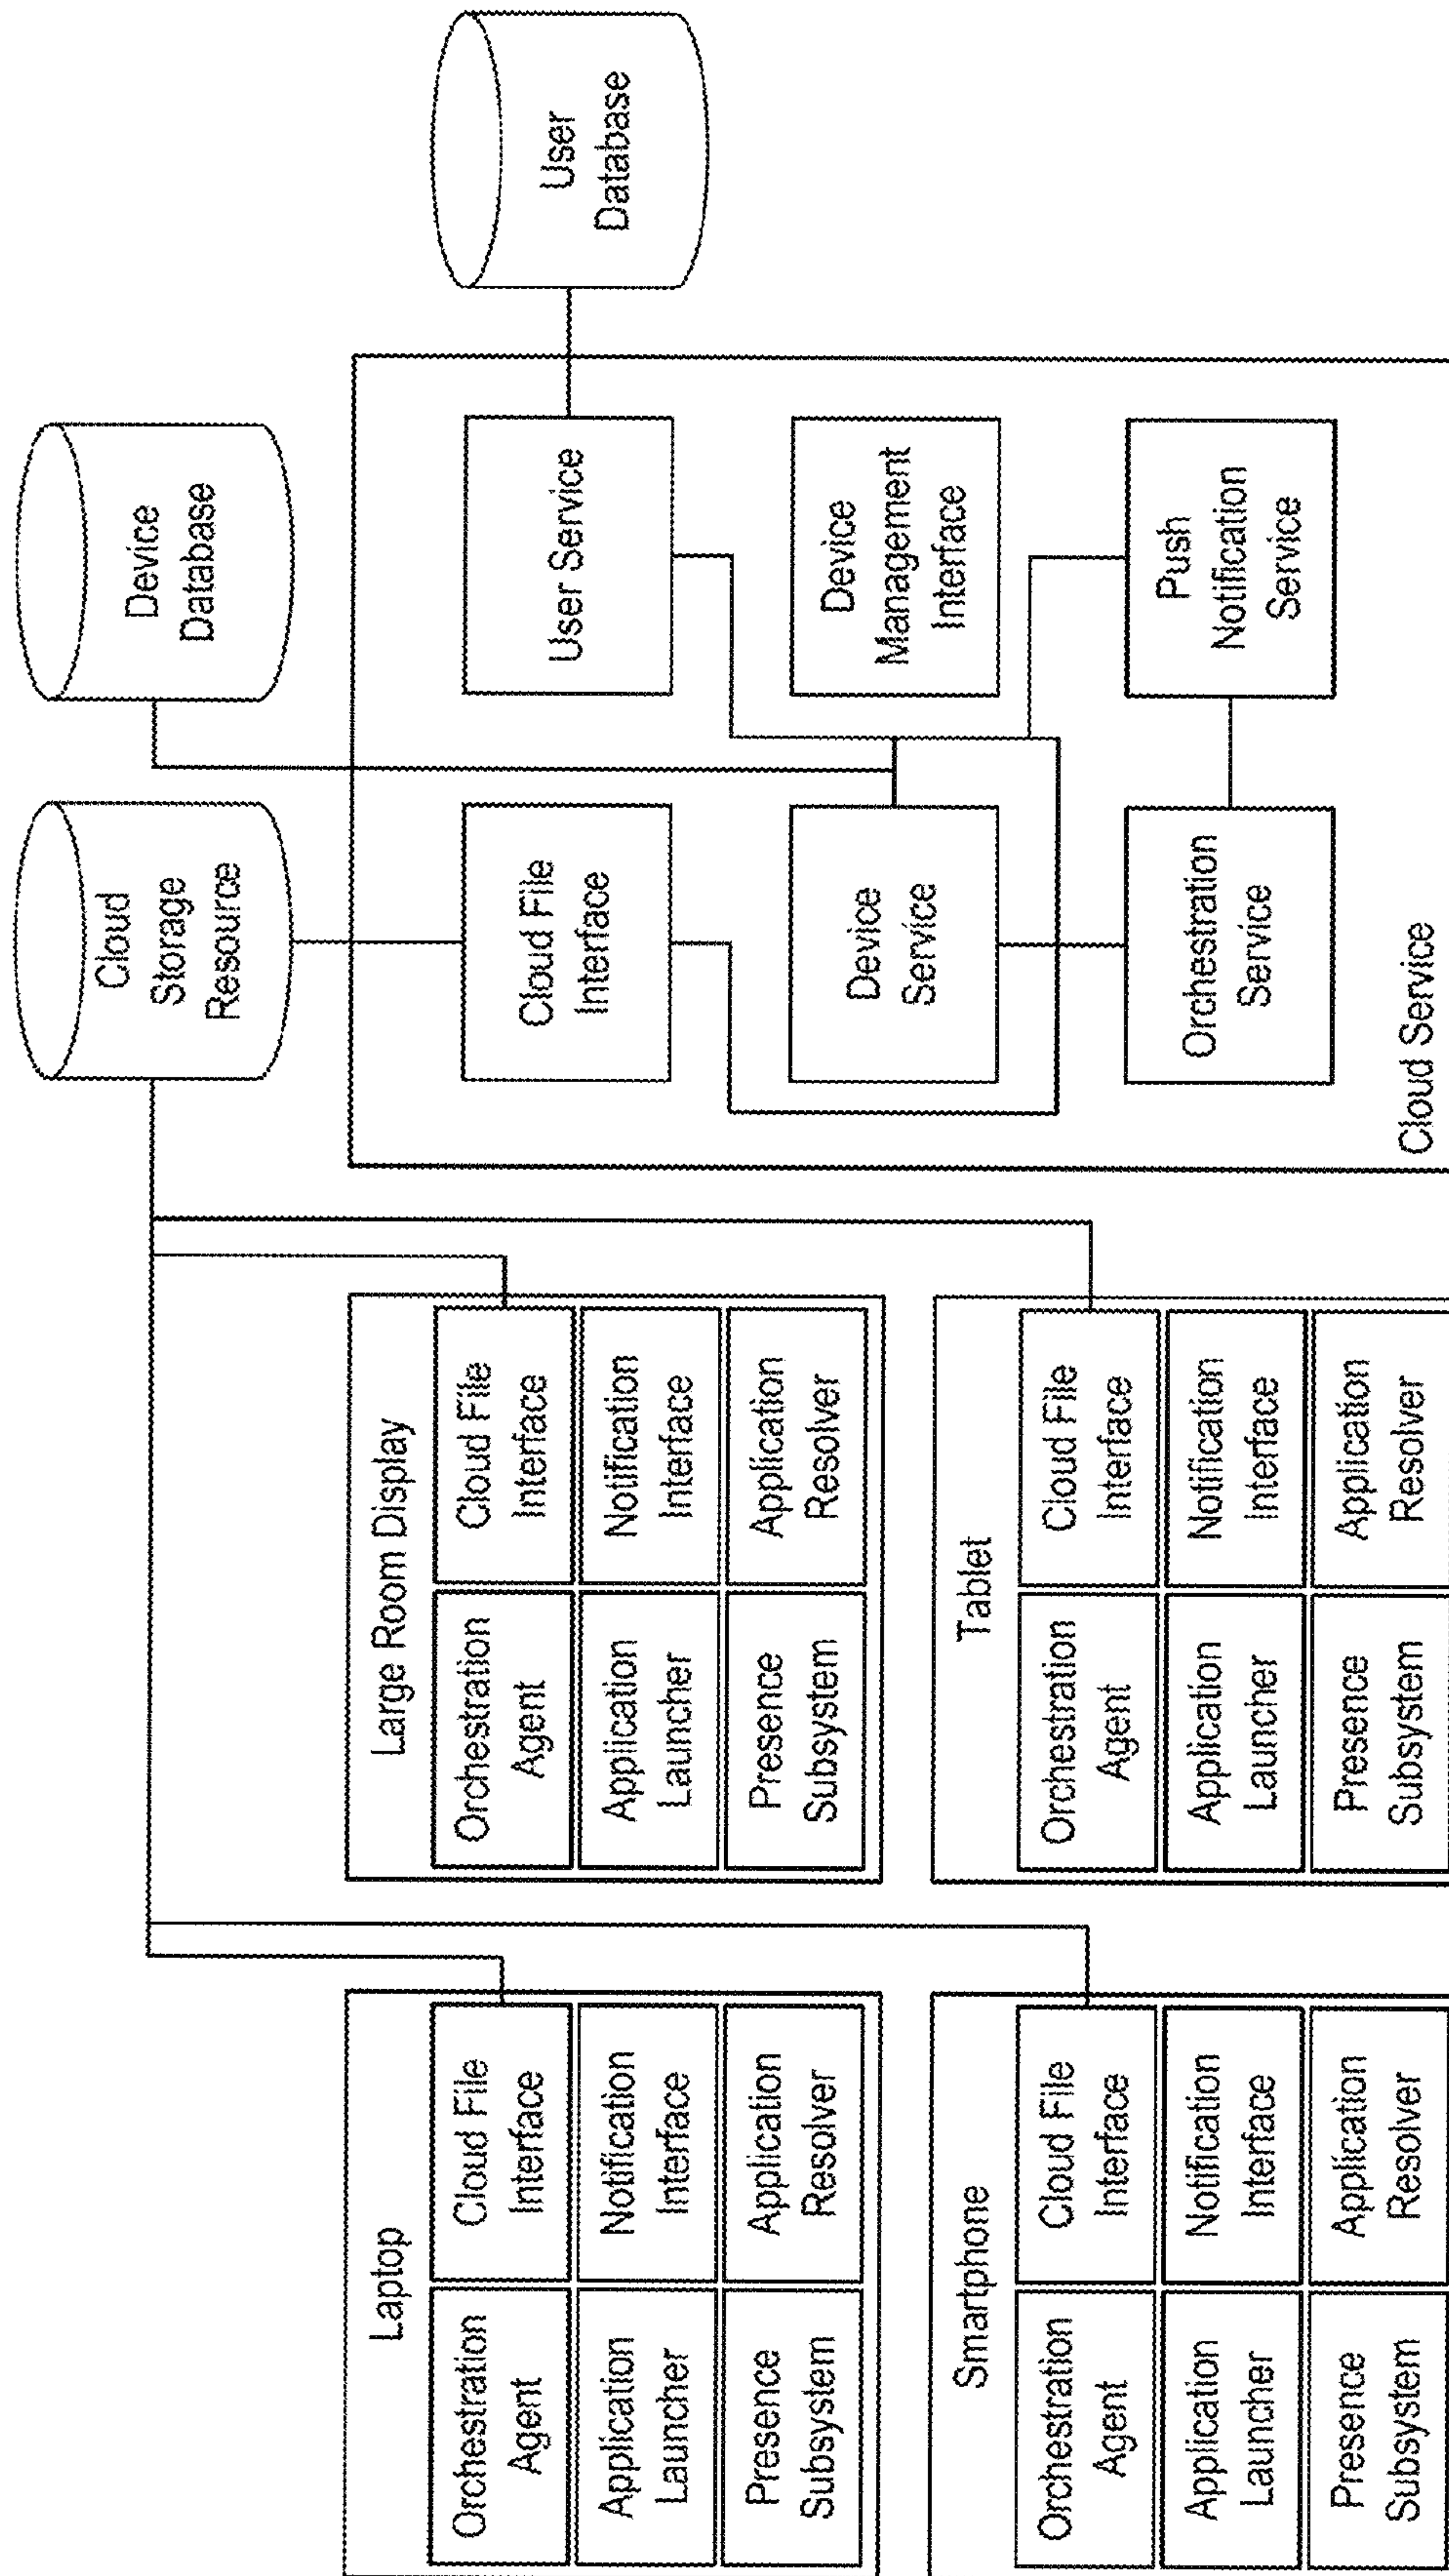 Cloud
Storage
Resource
Device
Database
User
Database
Laptop
Orchestration
Agent
Cloud File
Interface
Application
Launcher
Notification
Interface
Presence
Subsystem
Application
Resolver
Large Room Display
Orchestration
Agent
Cloud File
Interface
Application
Launcher
Notification
Interface
Presence
Subsystem
Application
Resolver
Smartphone
Orchestration
Agent
Cloud File
Interface
Application
Launcher
Notification
Interface
Presence
Subsystem
Application
Resolver
Tablet
Orchestration
Agent
Cloud File
Interface
Application
Launcher
Notification
Interface
Presence
Subsystem
Application
Resolver
Cloud File
Interface
User Service
Device
Service
Device
Management
Interface
Orchestration
Service
Push
Notification
Service
Cloud Service